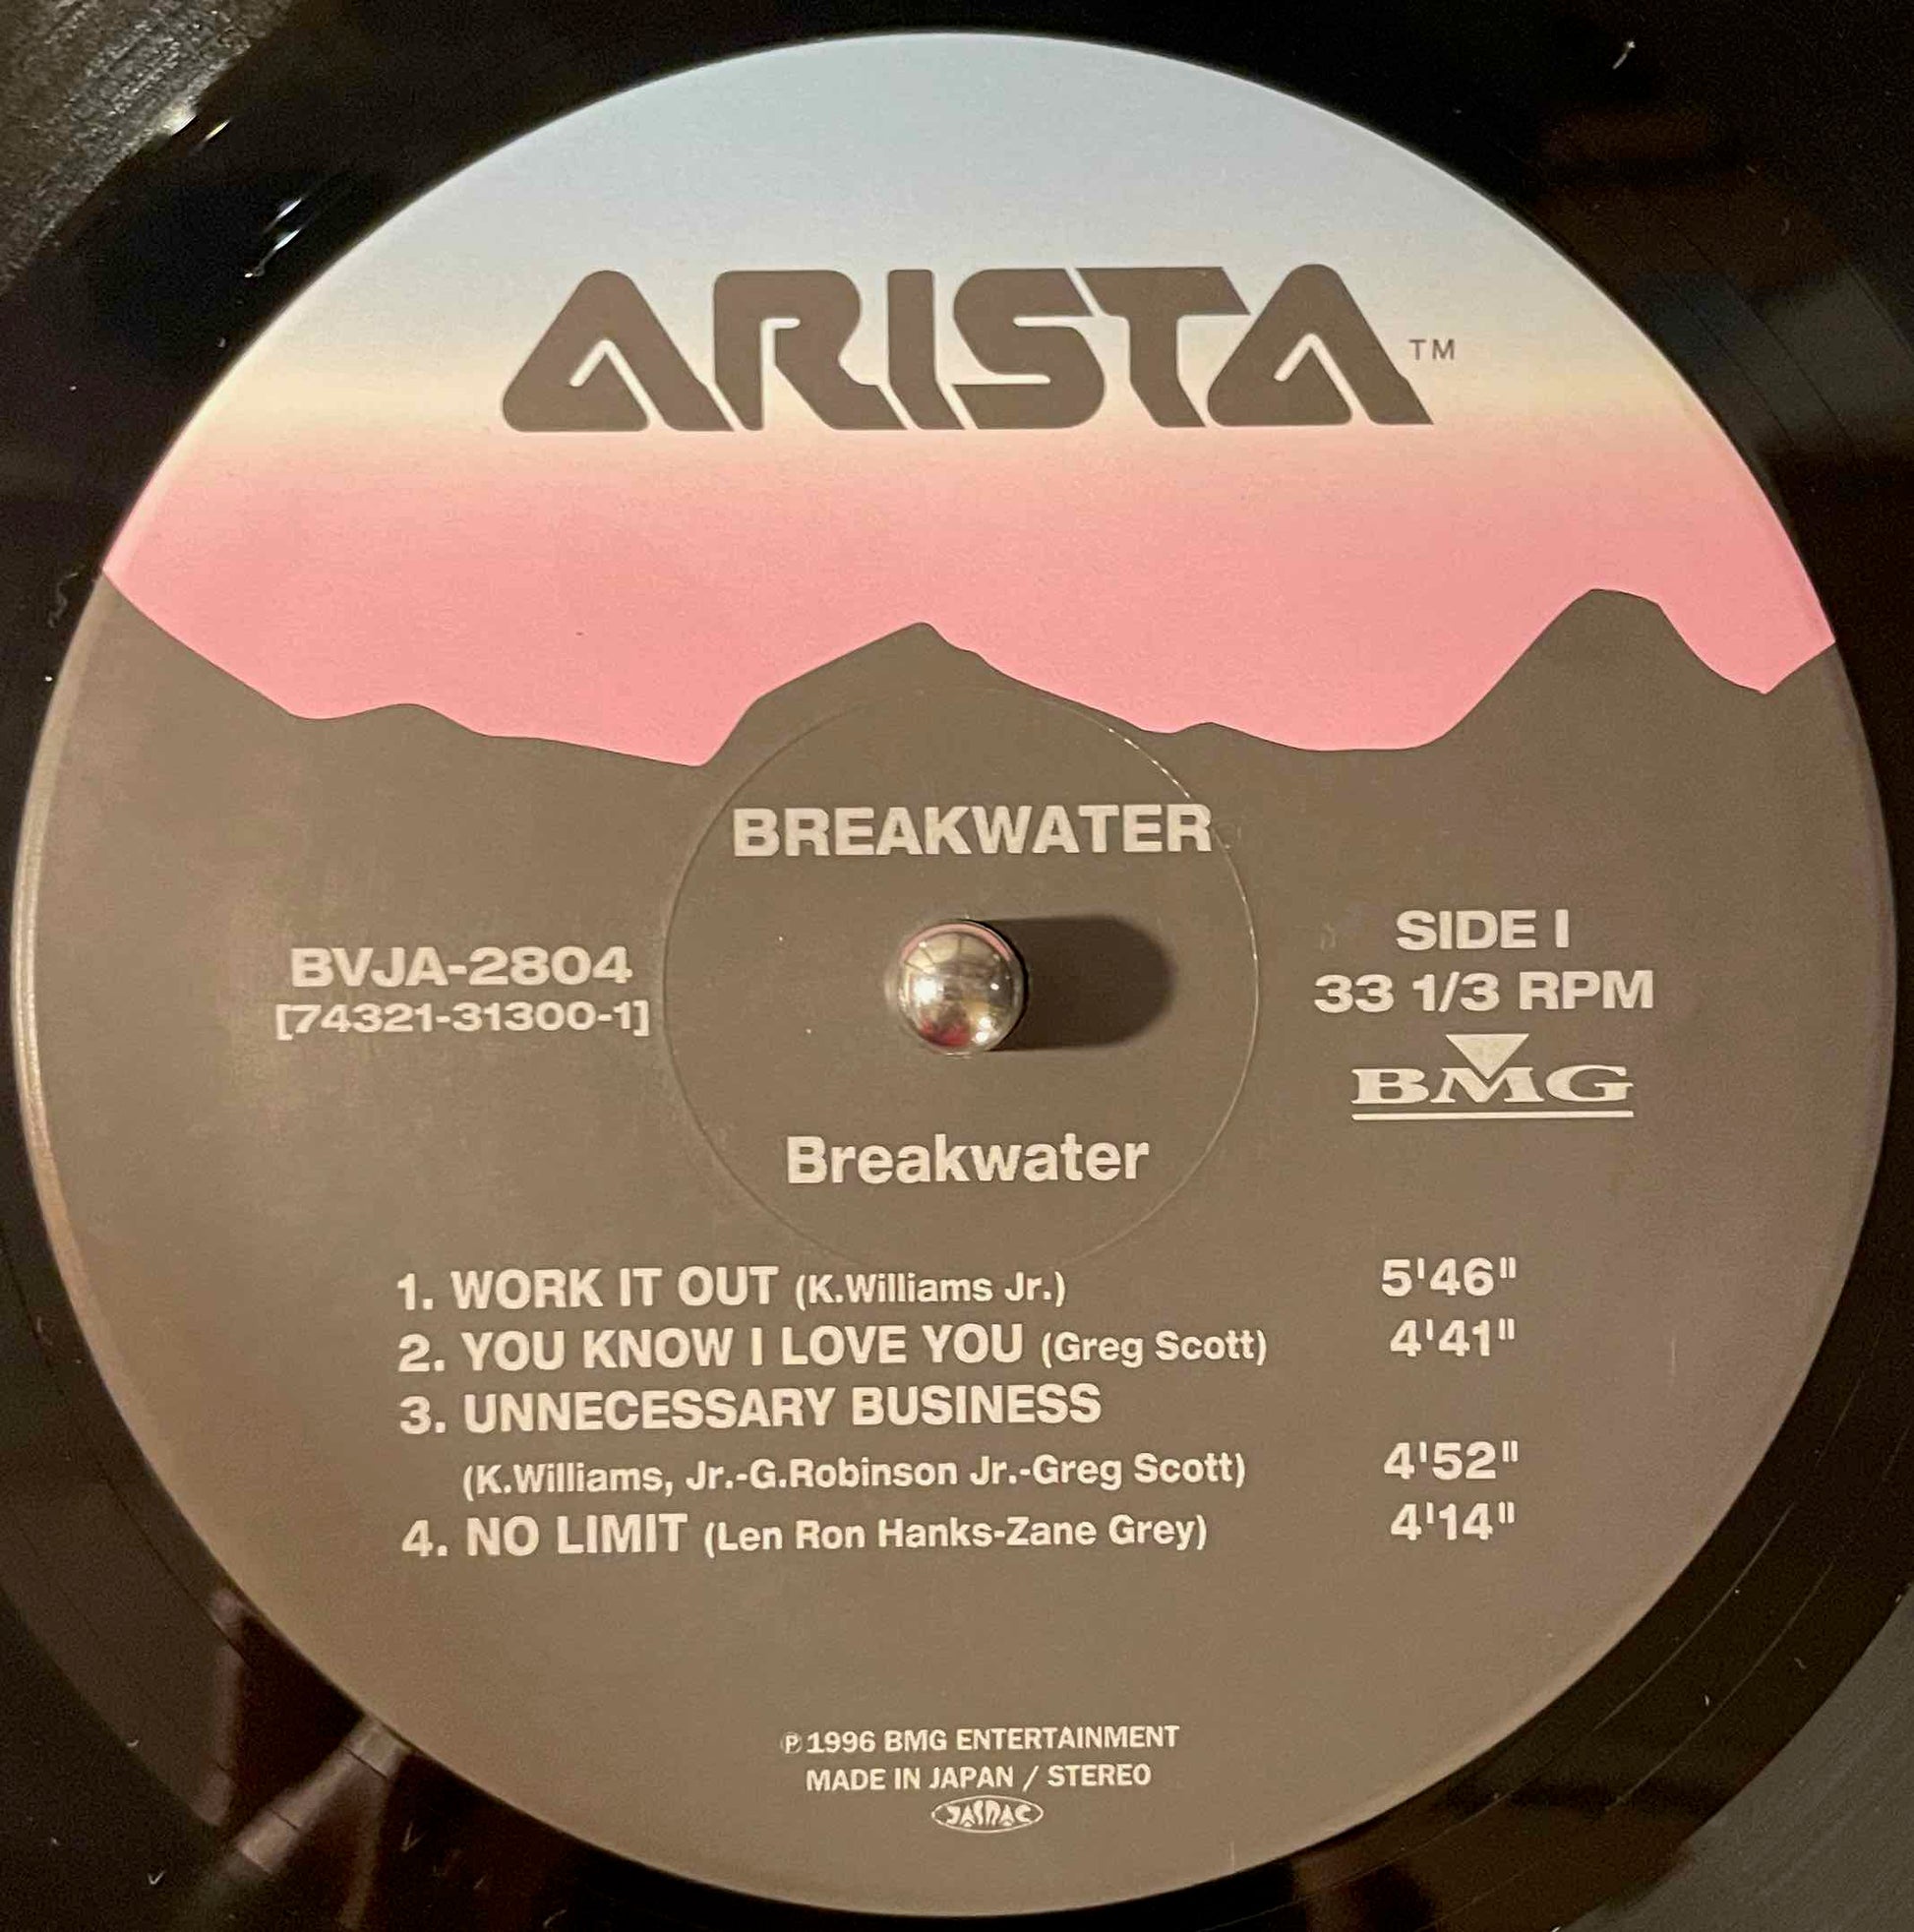 ARISTA™
BREAKWATER
BVJA-2804
[74321-31300-1]
SIDE I
33 1/3 RPM
BMG
Breakwater
1. WORK IT OUT (K.Williams Jr.) 5'46"
2. YOU KNOW I LOVE YOU (Greg Scott) 4'41"
3. UNNECESSARY BUSINESS
(K.Williams, Jr.-G.Robinson Jr.-Greg Scott) 4'52"
4. NO LIMIT (Len Ron Hanks-Zane Grey) 4'14"
℗1996 BMG ENTERTAINMENT
MADE IN JAPAN / STEREO
JASRAC